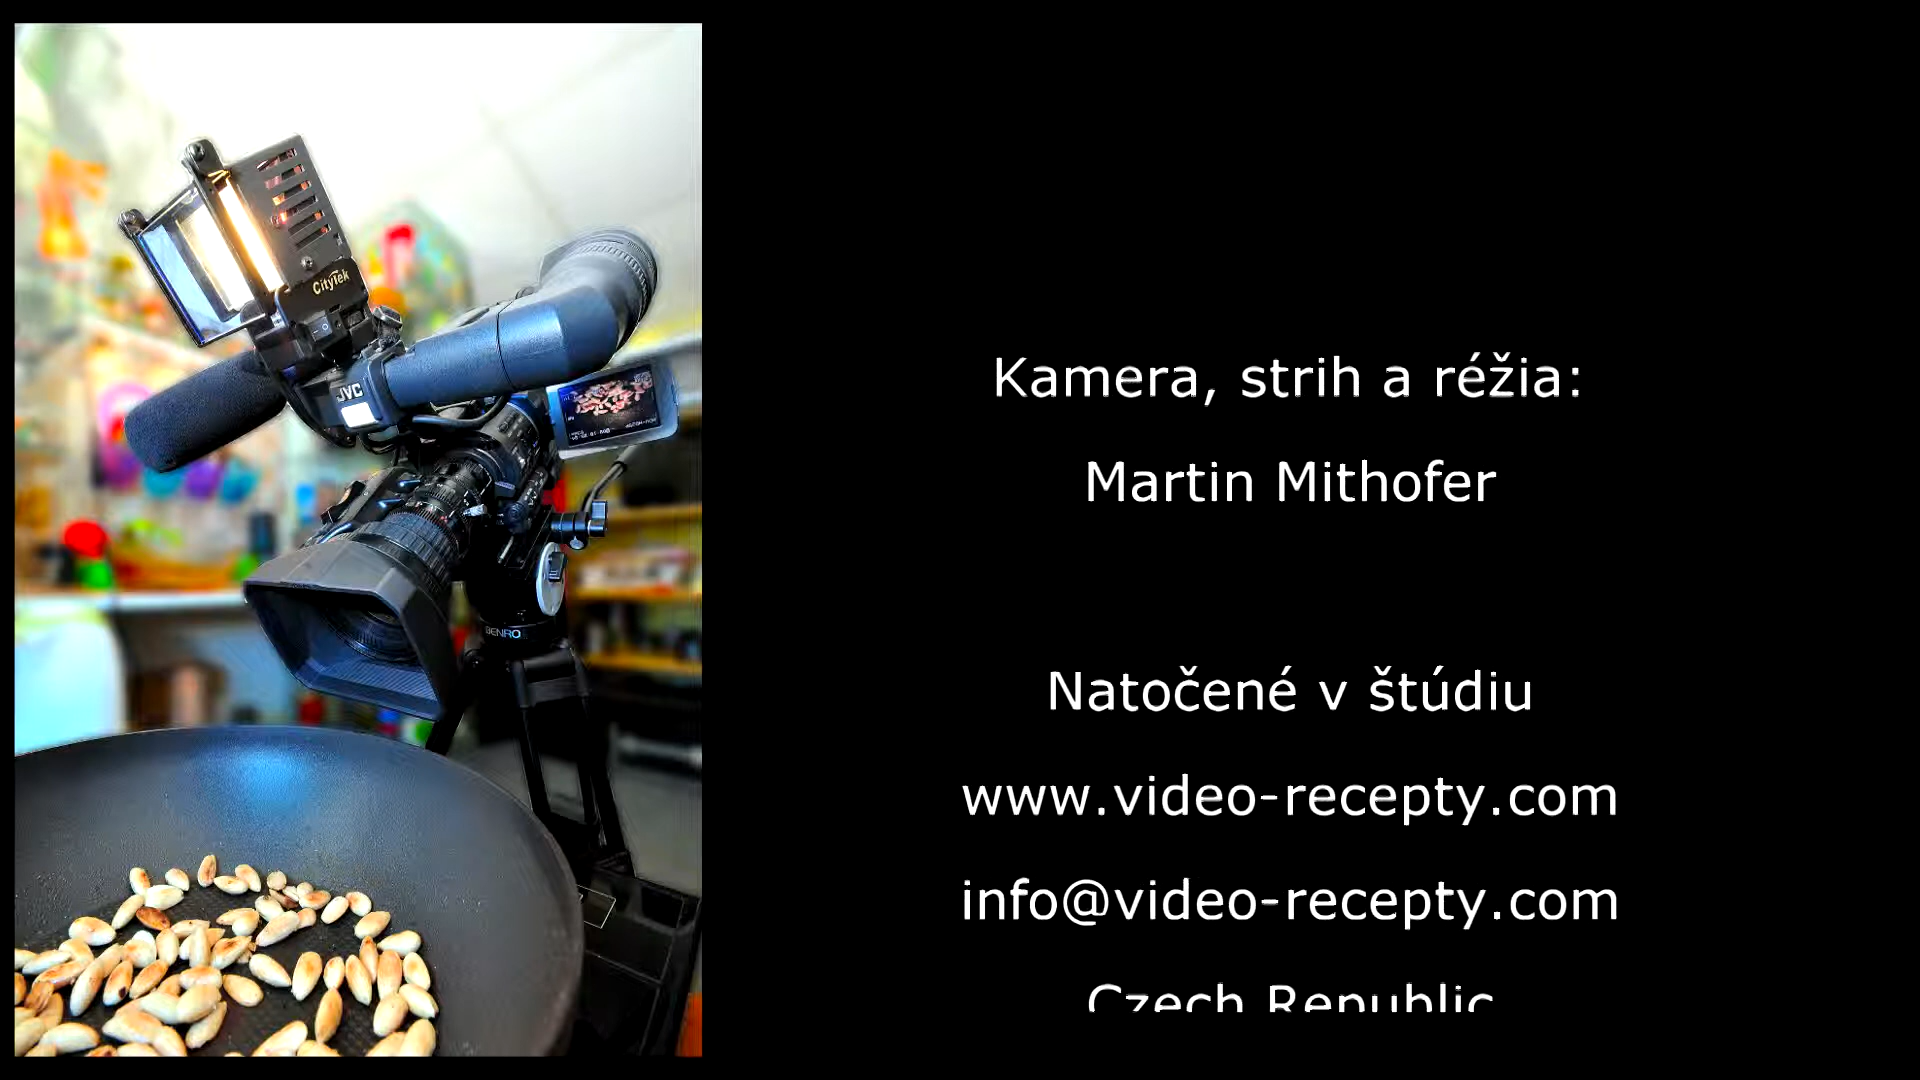 CityTek
JVC
BENRO
Kamera, strih a réžia:
Martin Mithofer
Natočené v štúdiu
www.video-recepty.com
info@video-recepty.com
Czech Republic